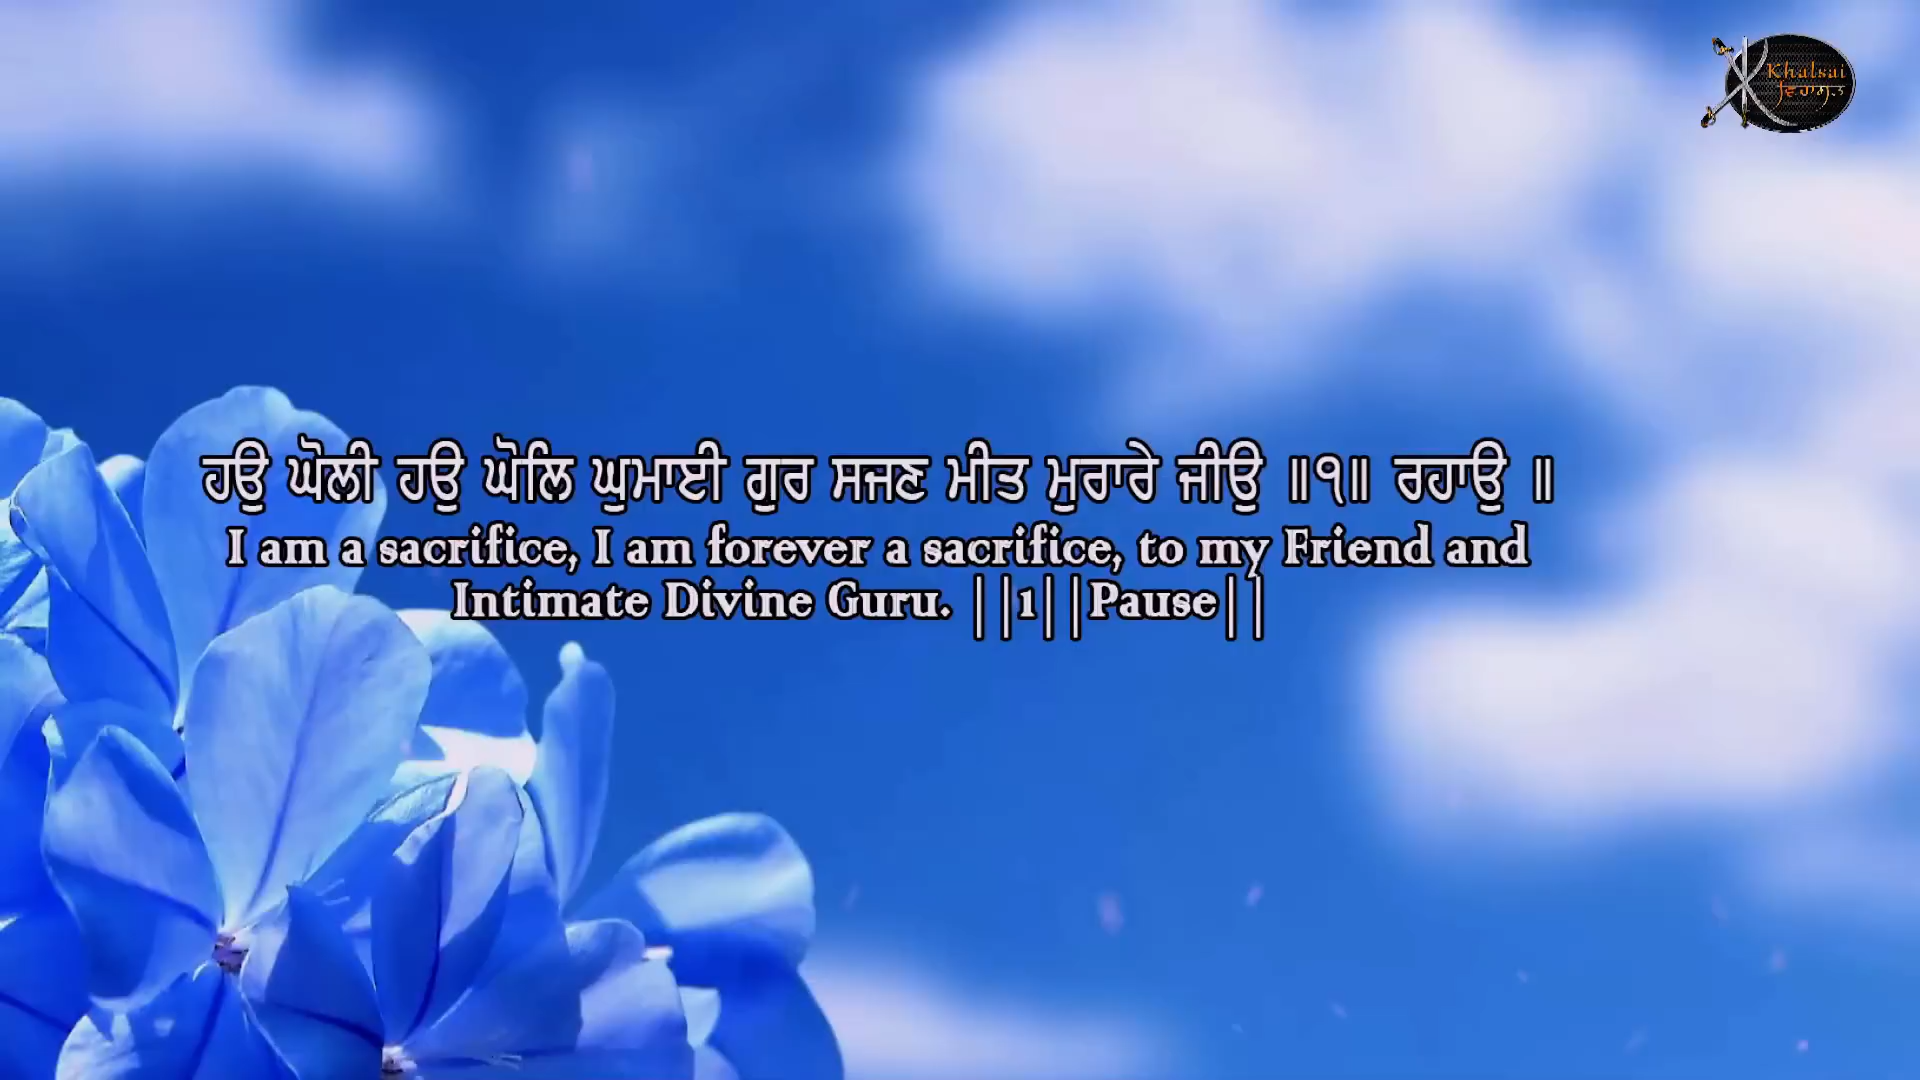 Khalsai
ਵਿਰਾਸਤ
ਹਉ ਘੋਲੀ ਹਉ ਘੋਲਿ ਘੁਮਾਈ ਗੁਰ ਸਜਣ ਮੀਤ ਮੁਰਾਰੇ ਜੀਉ ॥੧॥ ਰਹਾਉ ॥
I am a sacrifice, I am forever a sacrifice, to my Friend and
Intimate Divine Guru. ||1||Pause||